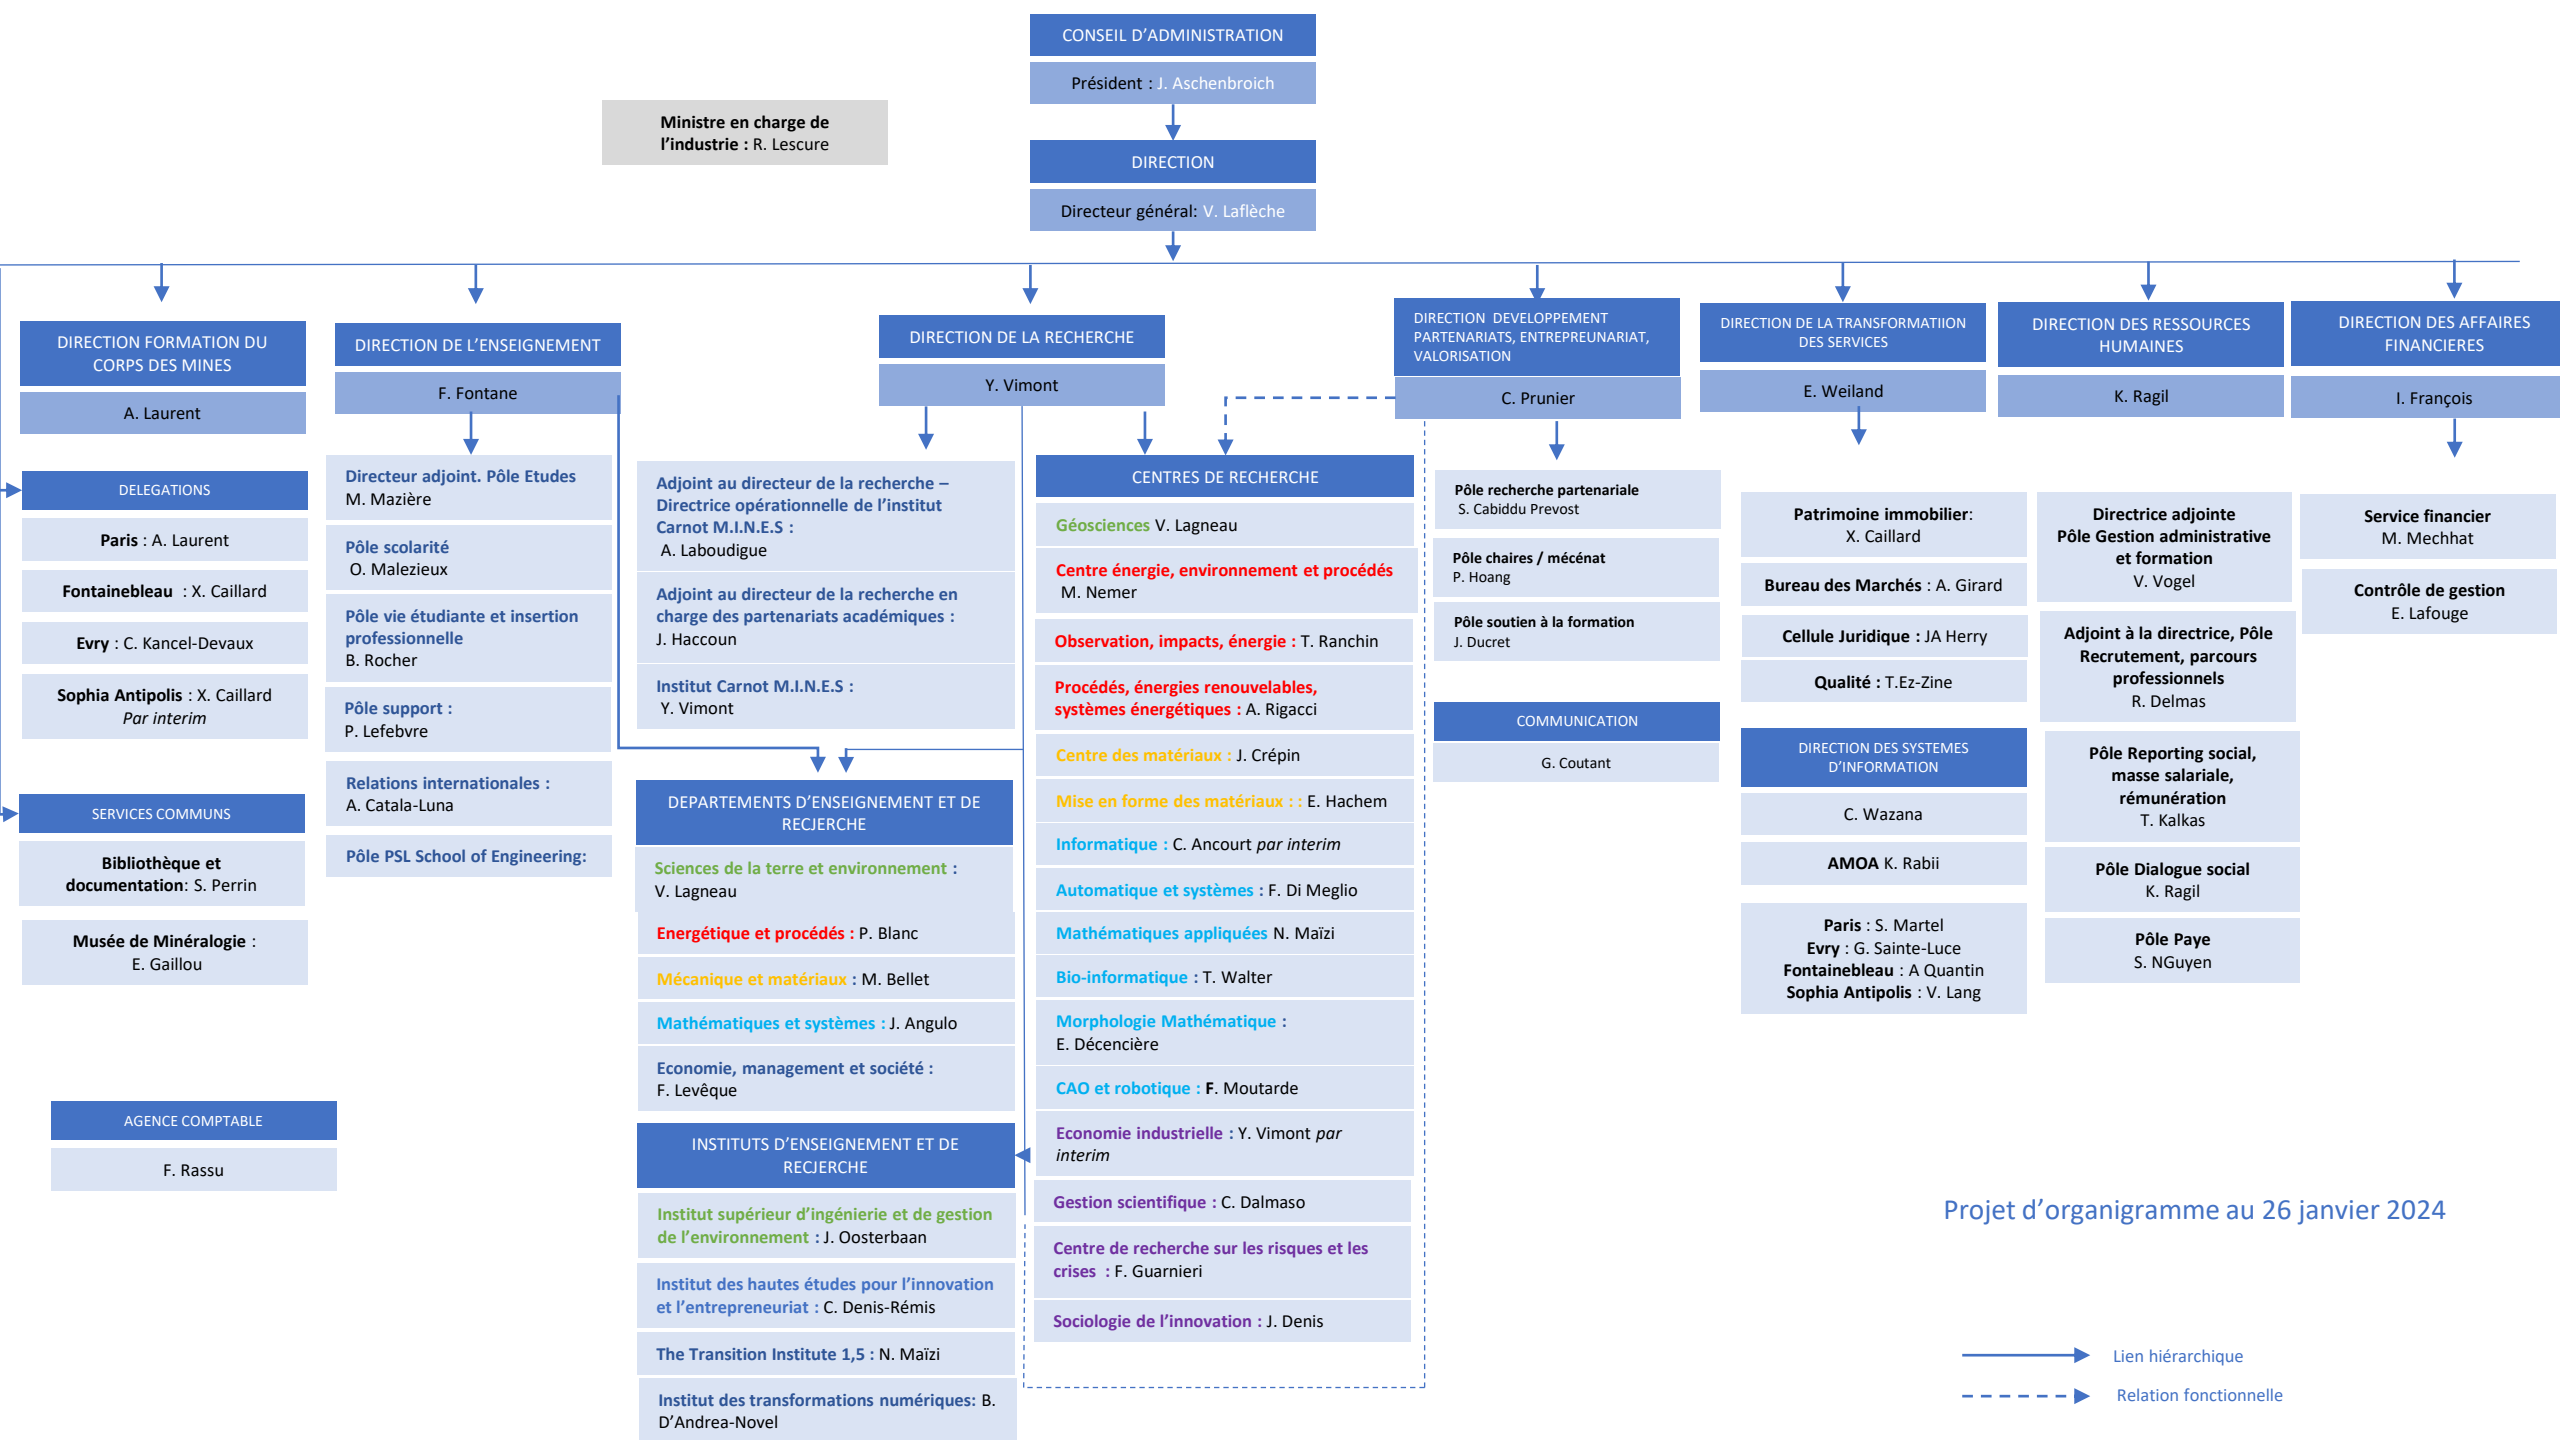 CONSEIL D’ADMINISTRATION
Président : J. Aschenbroich
Ministre en charge de
l’industrie : R. Lescure
DIRECTION
Directeur général: V. Laflèche
DIRECTION FORMATION DU
CORPS DES MINES
A. Laurent
DELEGATIONS
Paris : A. Laurent
Fontainebleau : X. Caillard
Evry : C. Kancel-Devaux
Sophia Antipolis : X. Caillard
Par interim
SERVICES COMMUNS
Bibliothèque et
documentation: S. Perrin
Musée de Minéralogie :
E. Gaillou
AGENCE COMPTABLE
F. Rassu
DIRECTION DE L’ENSEIGNEMENT
F. Fontane
Directeur adjoint. Pôle Etudes
M. Mazière
Pôle scolarité
O. Malezieux
Pôle vie étudiante et insertion
professionnelle
B. Rocher
Pôle support :
P. Lefebvre
Relations internationales :
A. Catala-Luna
Pôle PSL School of Engineering:
DIRECTION DE LA RECHERCHE
Y. Vimont
Adjoint au directeur de la recherche –
Directrice opérationnelle de l’institut
Carnot M.I.N.E.S :
A. Laboudigue
Adjoint au directeur de la recherche en
charge des partenariats académiques :
J. Haccoun
Institut Carnot M.I.N.E.S :
Y. Vimont
DEPARTEMENTS D’ENSEIGNEMENT ET DE
RECJERCHE
Sciences de la terre et environnement :
V. Lagneau
Energétique et procédés : P. Blanc
Mécanique et matériaux : M. Bellet
Mathématiques et systèmes : J. Angulo
Economie, management et société :
F. Levêque
INSTITUTS D’ENSEIGNEMENT ET DE
RECJERCHE
Institut supérieur d’ingénierie et de gestion
de l’environnement : J. Oosterbaan
Institut des hautes études pour l’innovation
et l’entrepreneuriat : C. Denis-Rémis
The Transition Institute 1,5 : N. Maïzi
Institut des transformations numériques: B.
D’Andrea-Novel
CENTRES DE RECHERCHE
Géosciences V. Lagneau
Centre énergie, environnement et procédés
M. Nemer
Observation, impacts, énergie : T. Ranchin
Procédés, énergies renouvelables,
systèmes énergétiques : A. Rigacci
Centre des matériaux : J. Crépin
Mise en forme des matériaux : : E. Hachem
Informatique : C. Ancourt par interim
Automatique et systèmes : F. Di Meglio
Mathématiques appliquées N. Maïzi
Bio-informatique : T. Walter
Morphologie Mathématique :
E. Décencière
CAO et robotique : F. Moutarde
Economie industrielle : Y. Vimont par
interim
Gestion scientifique : C. Dalmaso
Centre de recherche sur les risques et les
crises : F. Guarnieri
Sociologie de l’innovation : J. Denis
DIRECTION DEVELOPPEMENT
PARTENARIATS, ENTREPREUNARIAT,
VALORISATION
C. Prunier
Pôle recherche partenariale
S. Cabiddu Prevost
Pôle chaires / mécénat
P. Hoang
Pôle soutien à la formation
J. Ducret
COMMUNICATION
G. Coutant
DIRECTION DE LA TRANSFORMATIION
DES SERVICES
E. Weiland
Patrimoine immobilier:
X. Caillard
Bureau des Marchés : A. Girard
Cellule Juridique : JA Herry
Qualité : T.Ez-Zine
DIRECTION DES SYSTEMES
D’INFORMATION
C. Wazana
AMOA K. Rabii
Paris : S. Martel
Evry : G. Sainte-Luce
Fontainebleau : A Quantin
Sophia Antipolis : V. Lang
DIRECTION DES RESSOURCES
HUMAINES
K. Ragil
Directrice adjointe
Pôle Gestion administrative
et formation
V. Vogel
Adjoint à la directrice, Pôle
Recrutement, parcours
professionnels
R. Delmas
Pôle Reporting social,
masse salariale,
rémunération
T. Kalkas
Pôle Dialogue social
K. Ragil
Pôle Paye
S. NGuyen
DIRECTION DES AFFAIRES
FINANCIERES
I. François
Service financier
M. Mechhat
Contrôle de gestion
E. Lafouge
Projet d’organigramme au 26 janvier 2024
Lien hiérarchique
Relation fonctionnelle